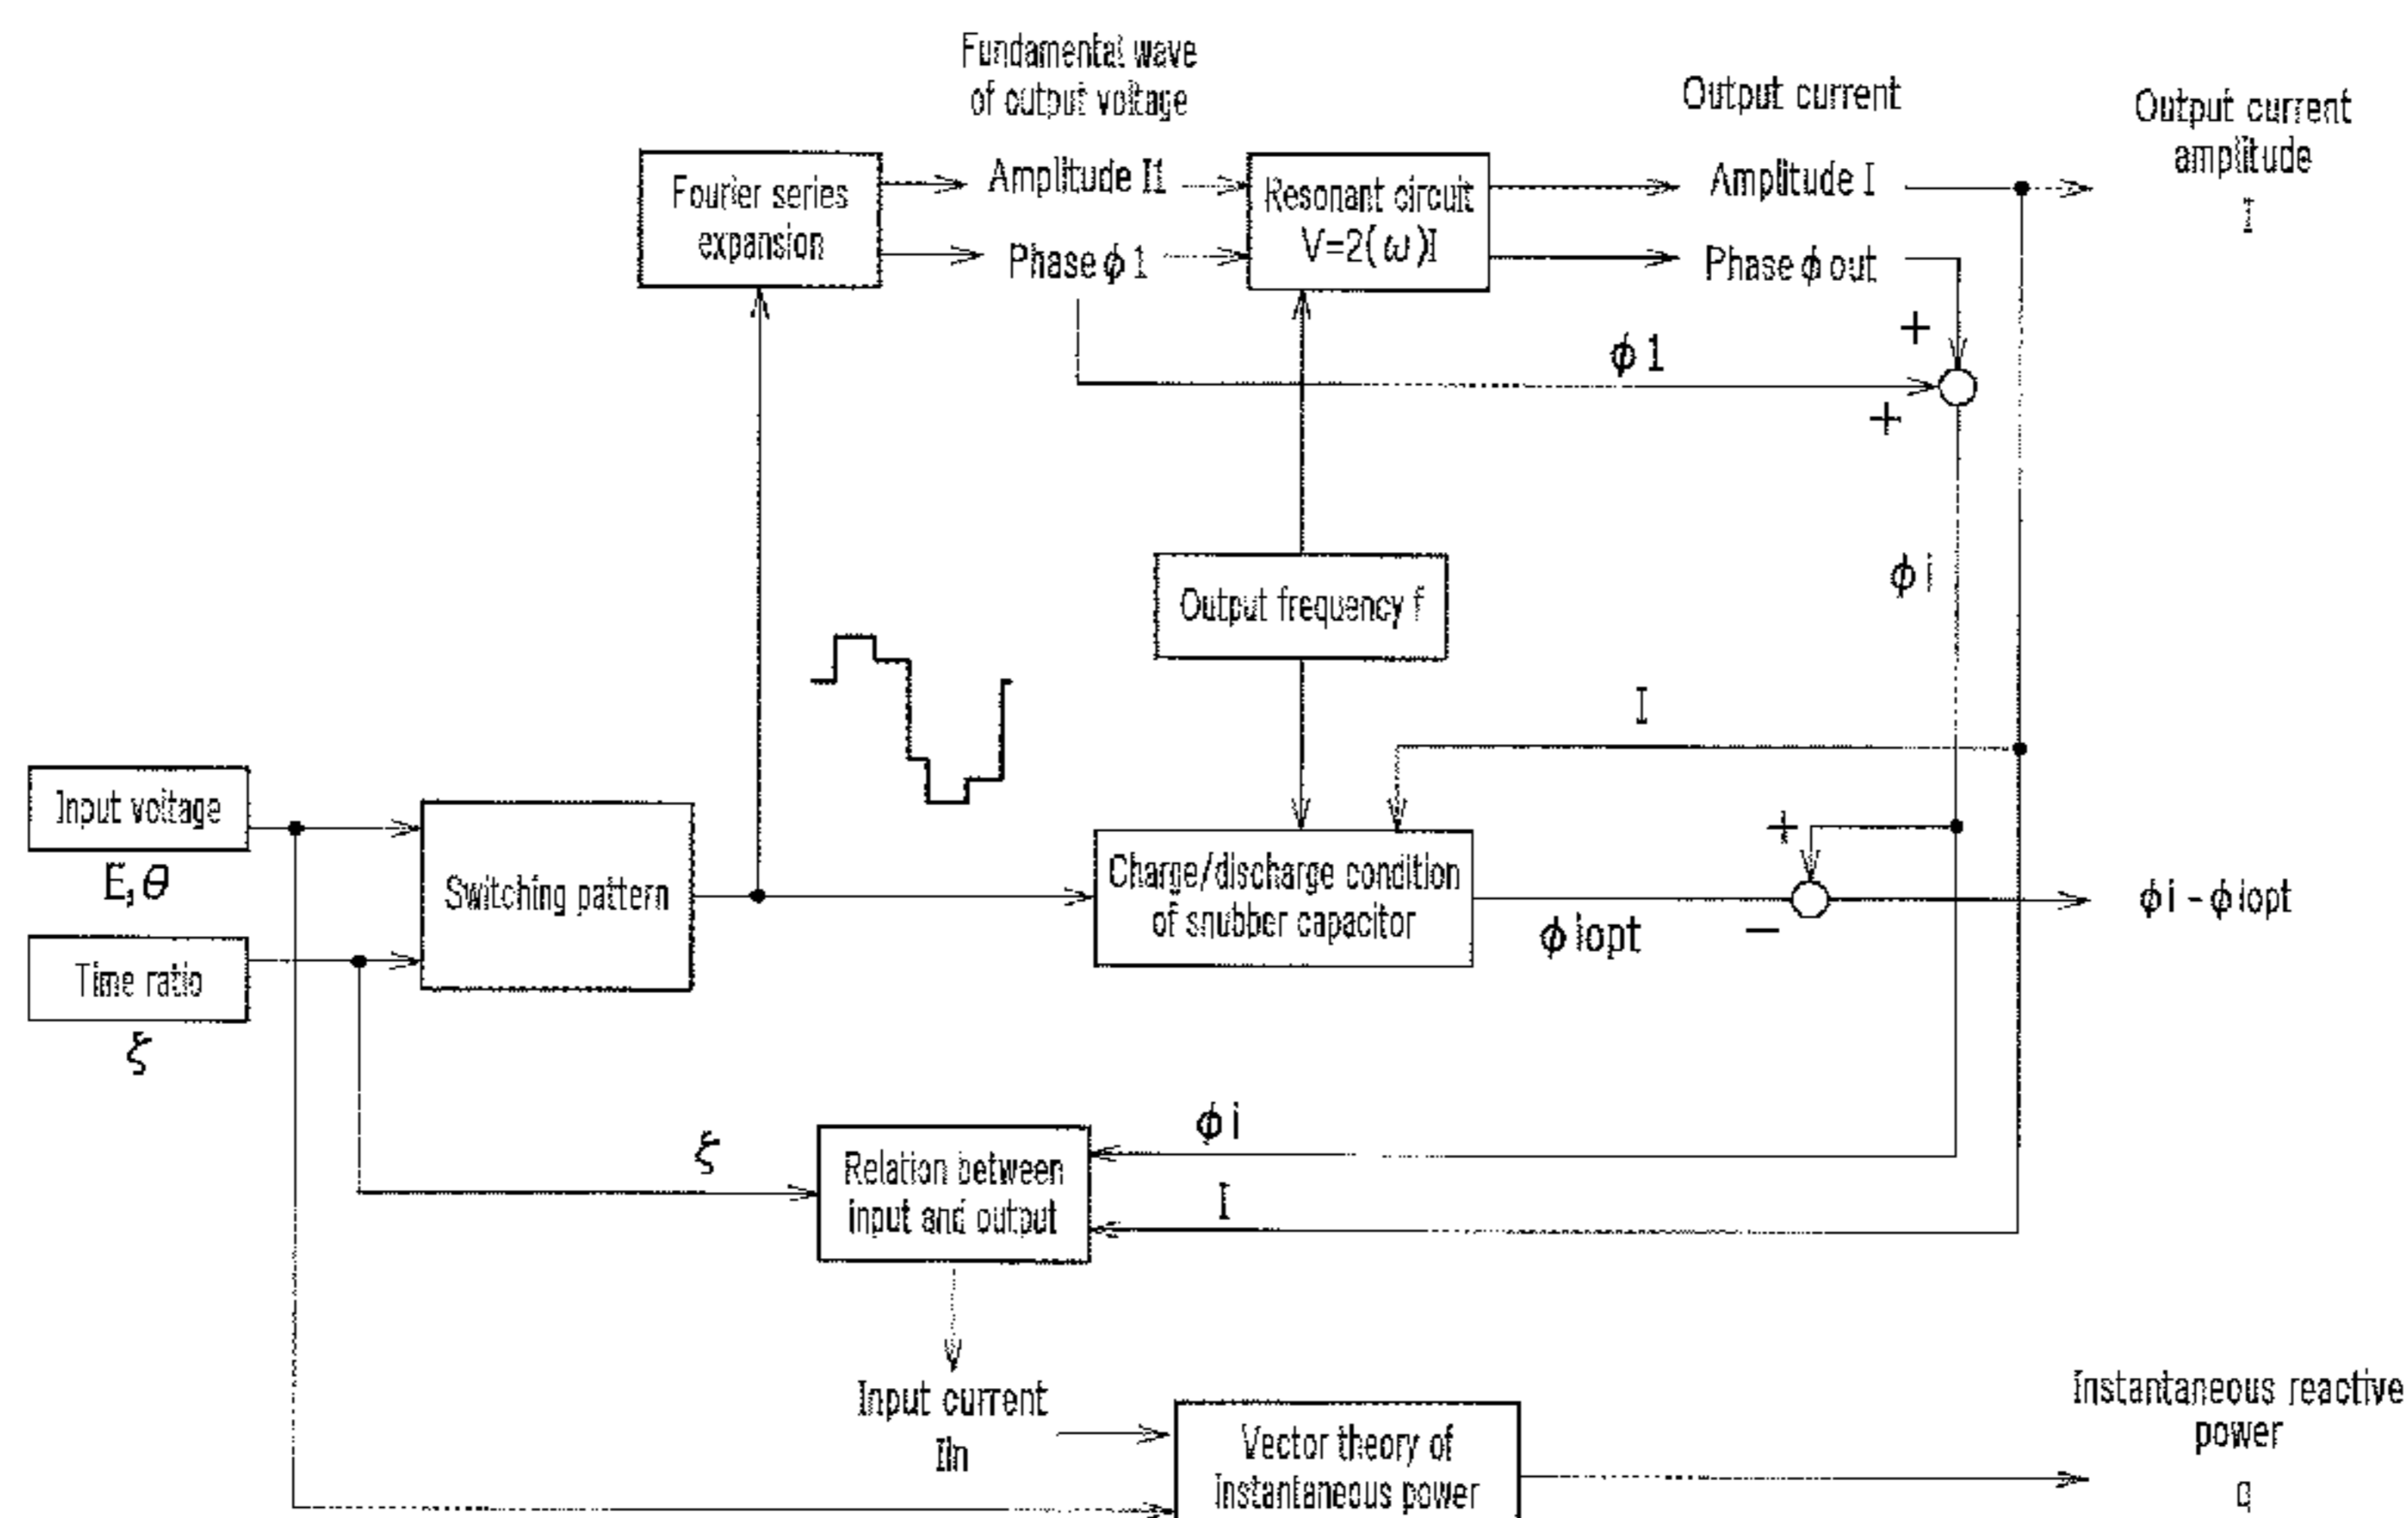 Fundamental wave
of output voltage
Output current
Output current
amplitude
I
Fourier series
expansion
Amplitude I1
Phase ϕ1
Resonant circuit
V=2(ω)I
Amplitude I
Phase ϕ out
+
ϕ1
+
Output frequency f
ϕi
I
Input voltage
E, θ
Switching pattern
Time ratio
ξ
Charge/discharge condition
of snubber capacitor
+
ϕiopt
−
ϕi - ϕiopt
ξ
Relation between
input and output
ϕi
I
Input current
Iin
Vector theory of
instantaneous power
Instantaneous reactive
power
q